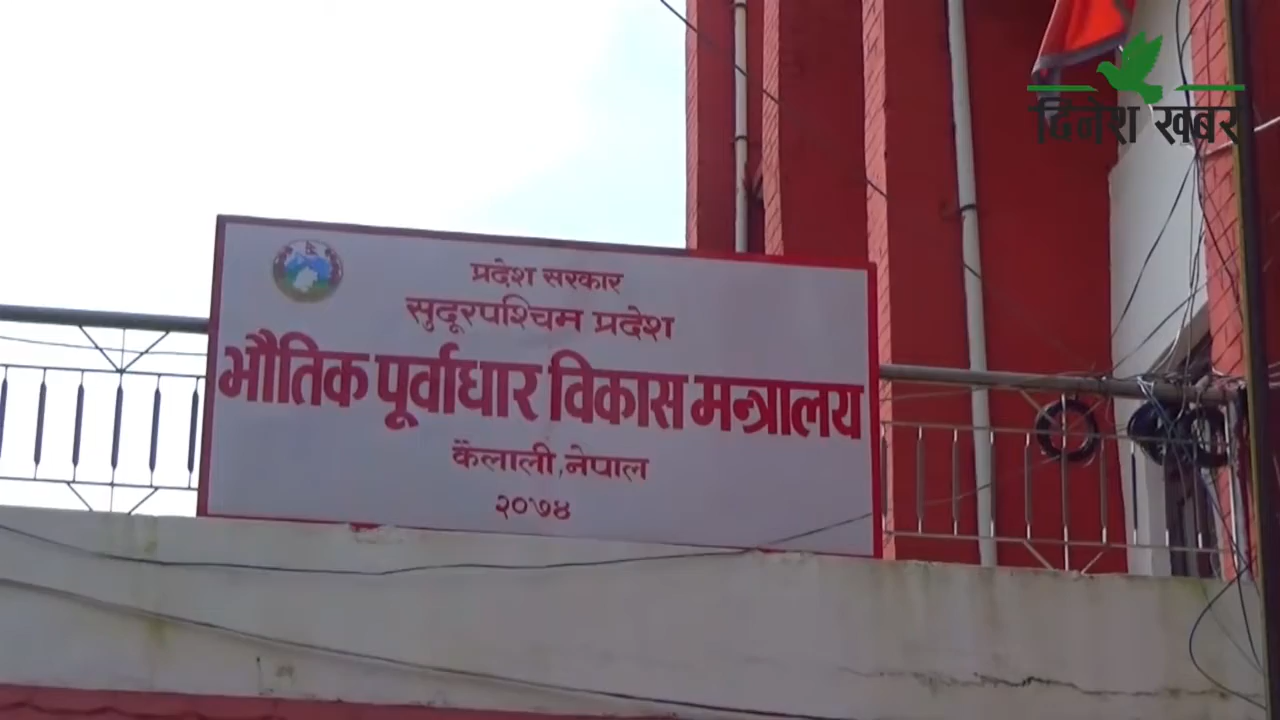 दिनेश खबर
प्रदेश सरकार
सुदूरपश्चिम प्रदेश
भौतिक पूर्वाधार विकास मन्त्रालय
कैलाली, नेपाल
२०७४